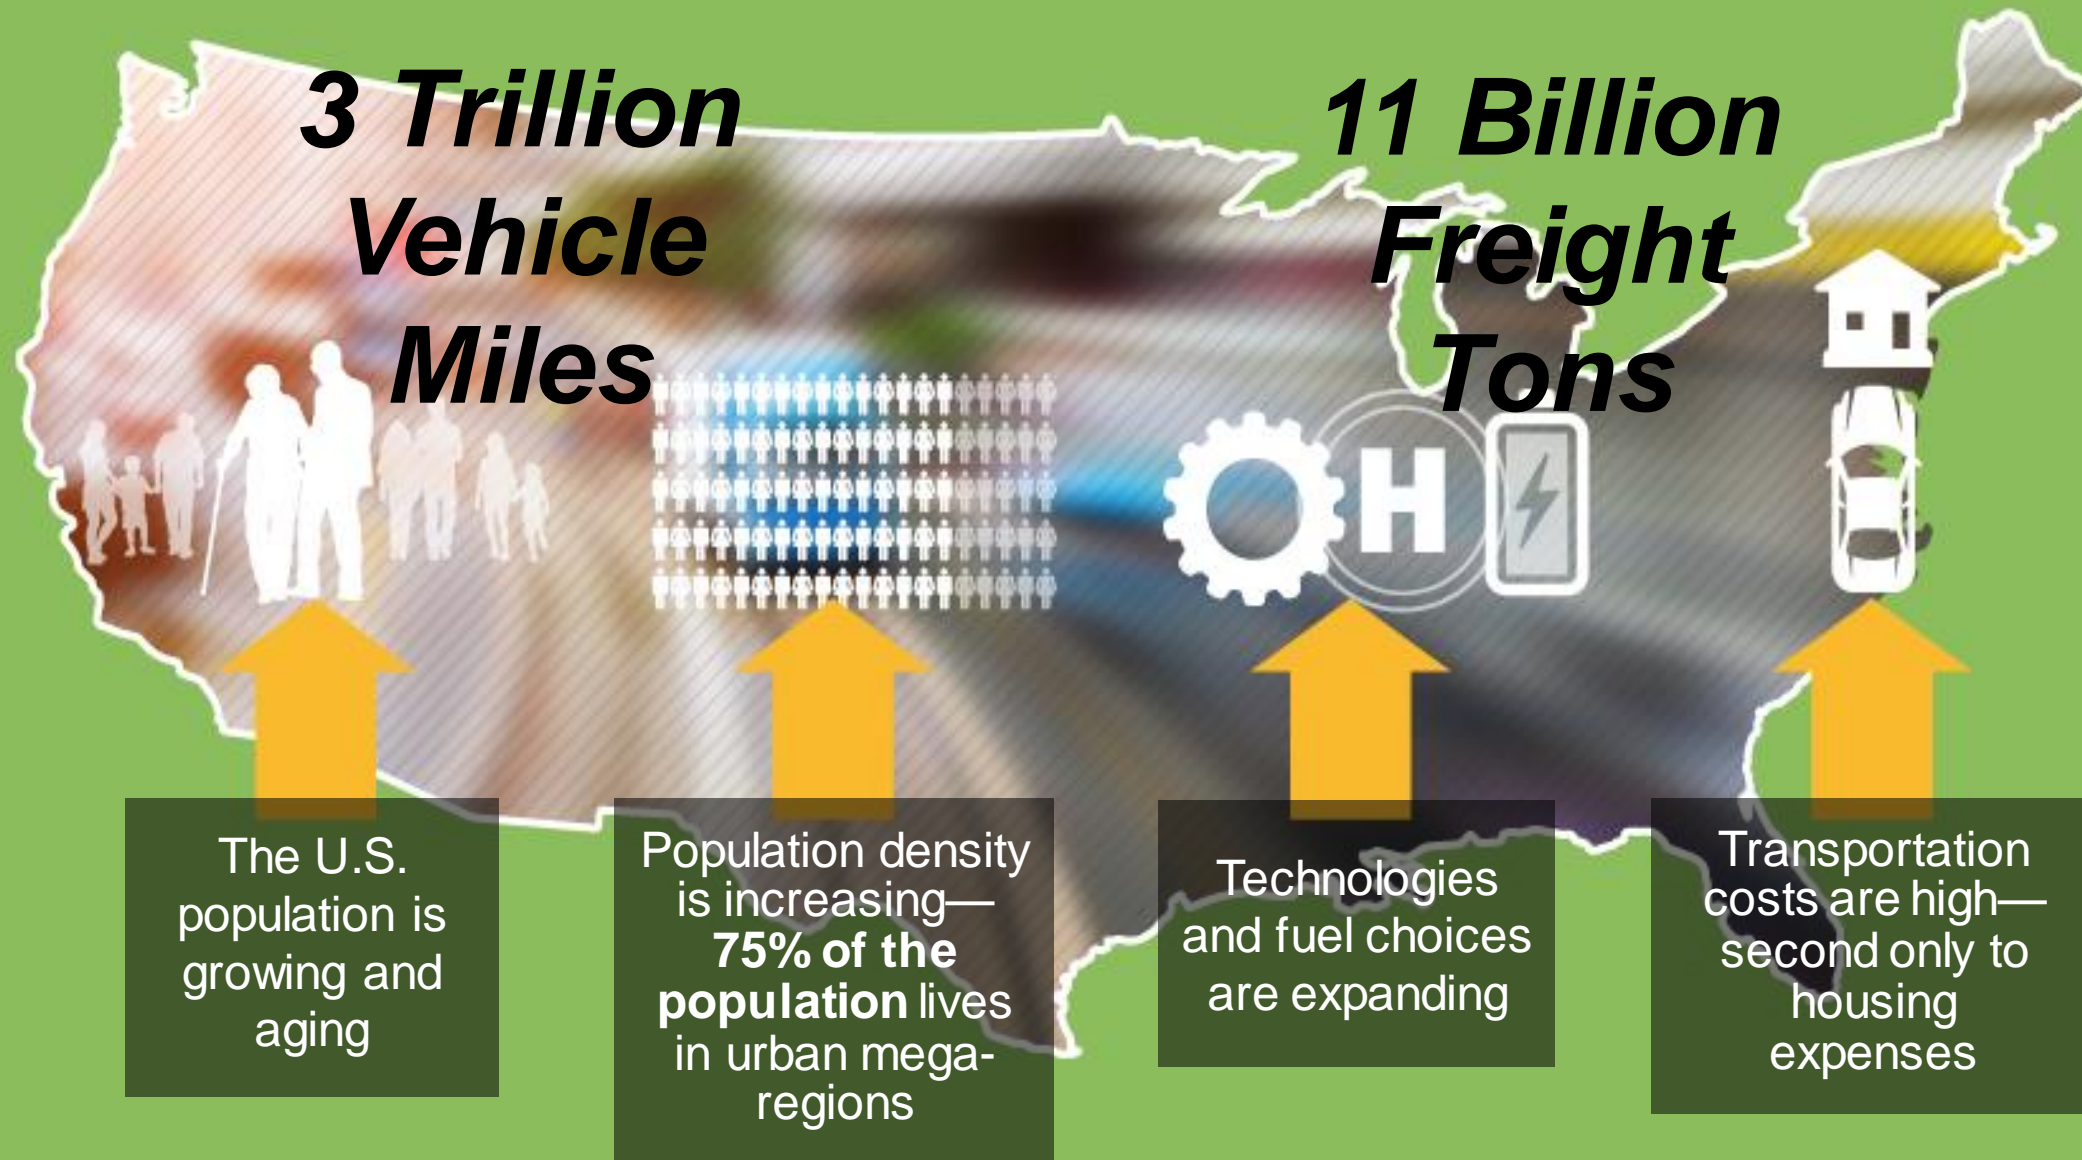 3 Trillion
Vehicle
Miles
11 Billion
Freight
Tons
H
The U.S.
population is
growing and
aging
Population density
is increasing—
75% of the
population lives
in urban mega-
regions
Technologies
and fuel choices
are expanding
Transportation
costs are high—
second only to
housing
expenses